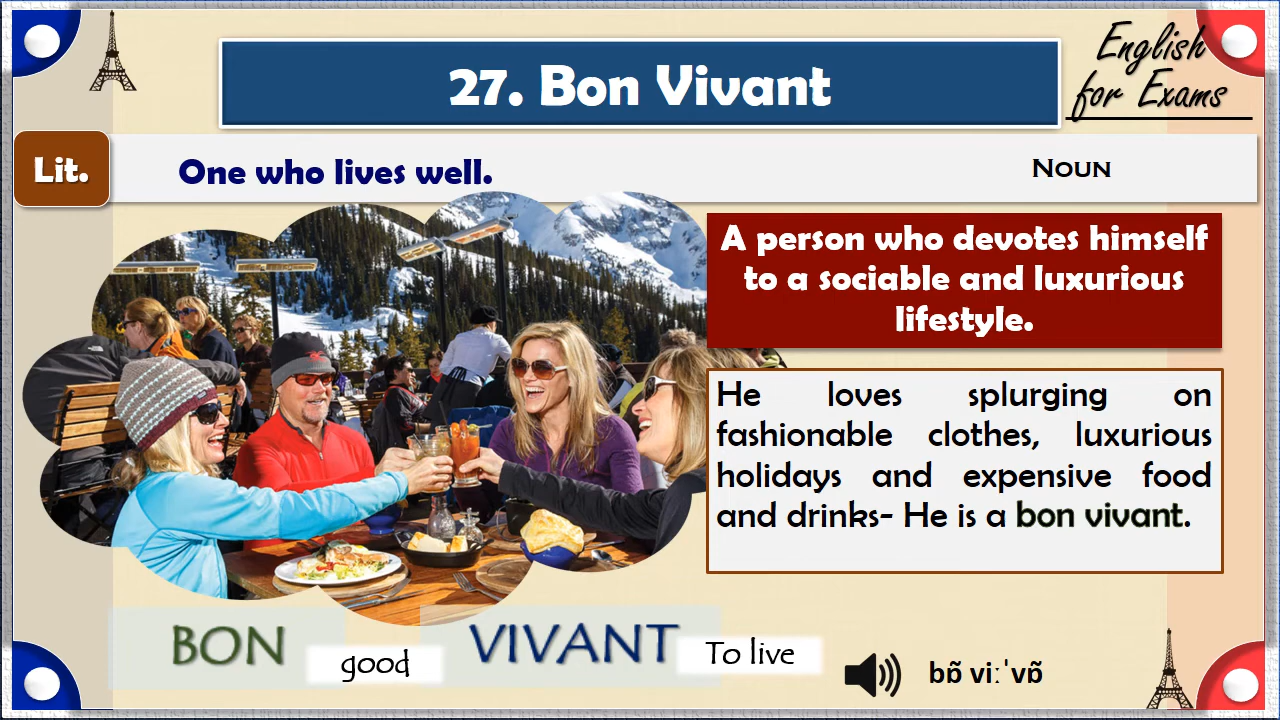 English
for Exams
27. Bon Vivant
Lit.
One who lives well.
Noun
A person who devotes himself
to a sociable and luxurious
lifestyle.
He loves splurging on
fashionable clothes, luxurious
holidays and expensive food
and drinks- He is a bon vivant.
BON
good
VIVANT
To live
bɒ̃ viːˈvɒ̃